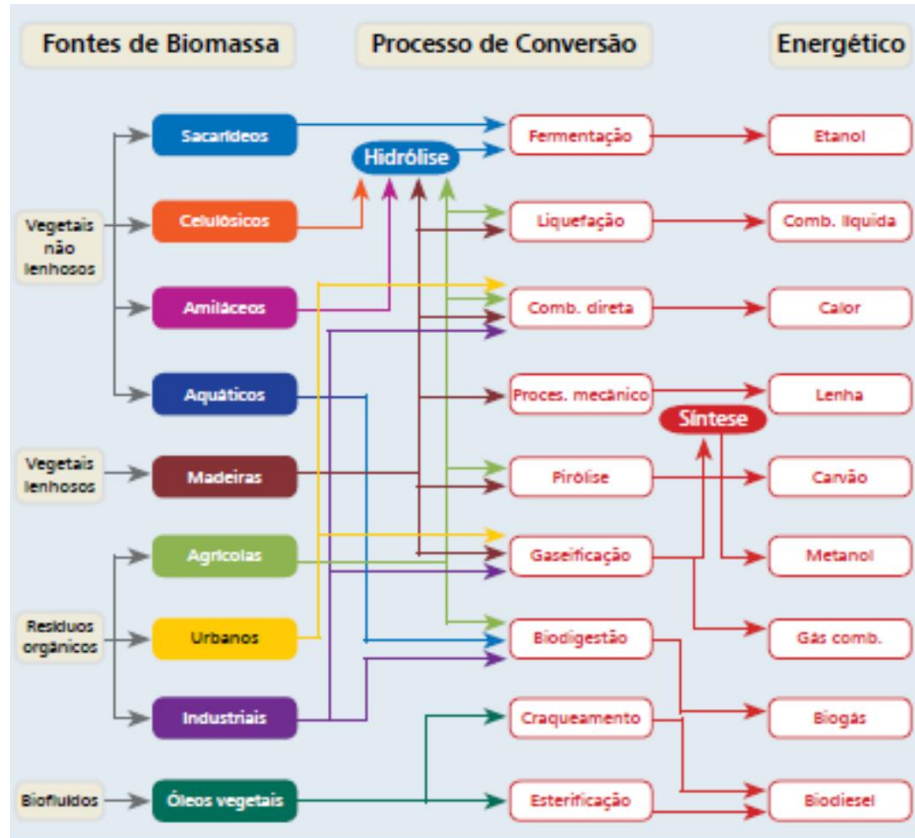 Fontes de Biomassa
Processo de Conversão
Energético
Sacarídeos
Fermentação
Etanol
Hidrólise
Vegetais
não
lenhosos
Celulósicos
Liquefação
Comb. líquida
Amiláceos
Comb. direta
Calor
Aquáticos
Proces. mecânico
Lenha
Síntese
Vegetais
lenhosos
Madeiras
Pirólise
Carvão
Agrícolas
Gaseificação
Metanol
Resíduos
orgânicos
Urbanos
Biodigestão
Gás comb.
Industriais
Craqueamento
Biogás
Biofluídos
Óleos vegetais
Esterificação
Biodiesel